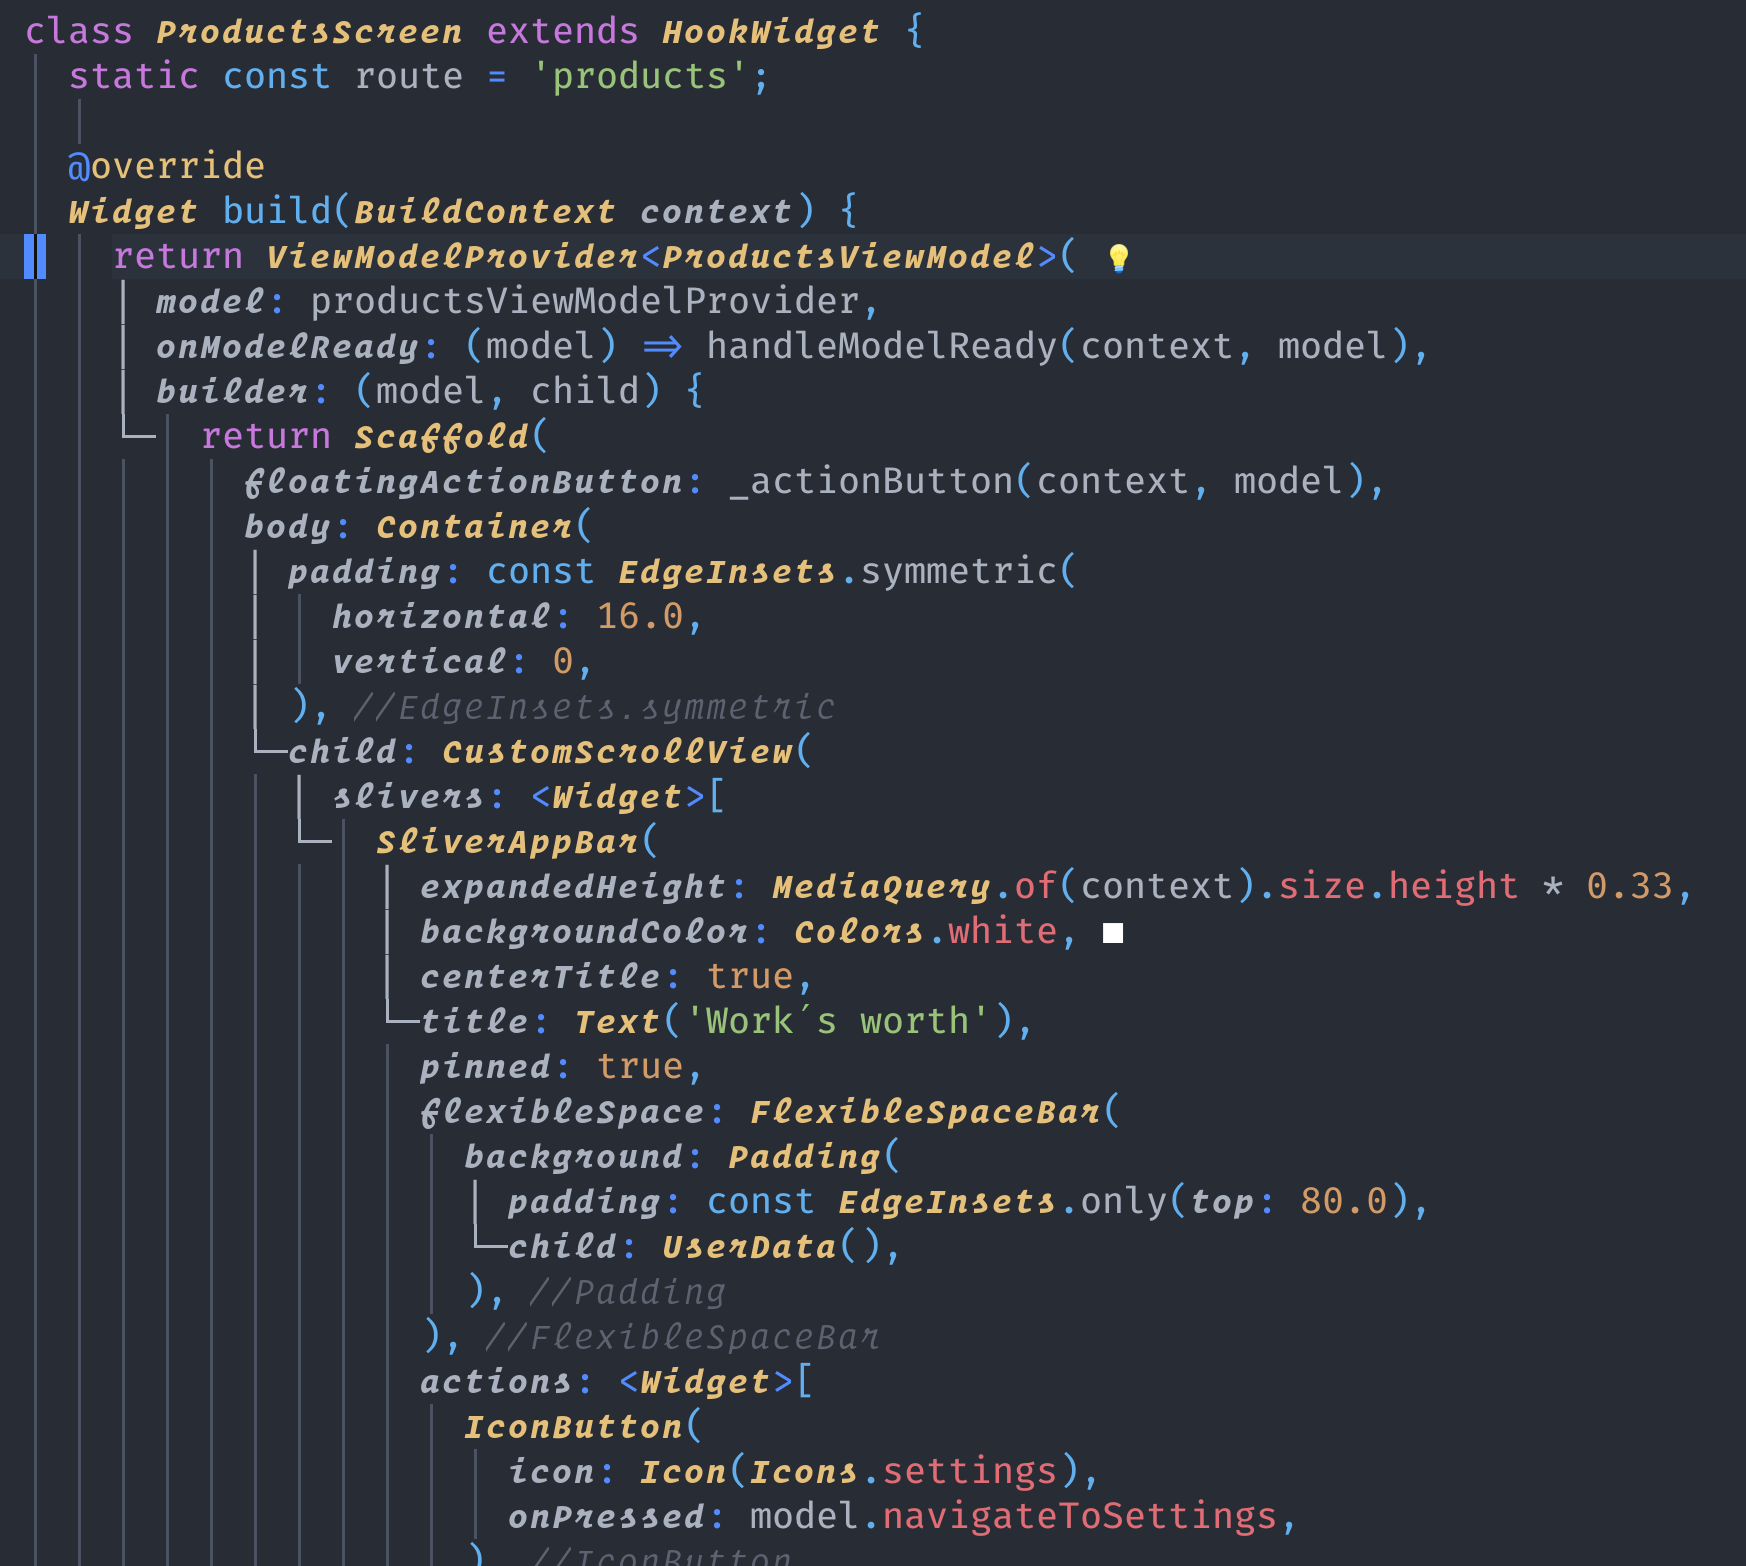 class ProductsScreen extends HookWidget {
static const route = 'products';
@override
Widget build(BuildContext context) {
return ViewModelProvider<ProductsViewModel>(
model: productsViewModelProvider,
onModelReady: (model) => handleModelReady(context, model),
builder: (model, child) {
return Scaffold(
floatingActionButton: _actionButton(context, model),
body: Container(
padding: const EdgeInsets.symmetric(
horizontal: 16.0,
vertical: 0,
), //EdgeInsets.symmetric
child: CustomScrollView(
slivers: <Widget>[
SliverAppBar(
expandedHeight: MediaQuery.of(context).size.height * 0.33,
backgroundColor: Colors.white,
centerTitle: true,
title: Text('Work´s worth'),
pinned: true,
flexibleSpace: FlexibleSpaceBar(
background: Padding(
padding: const EdgeInsets.only(top: 80.0),
child: UserData(),
), //Padding
), //FlexibleSpaceBar
actions: <Widget>[
IconButton(
icon: Icon(Icons.settings),
onPressed: model.navigateToSettings,
), //IconButton